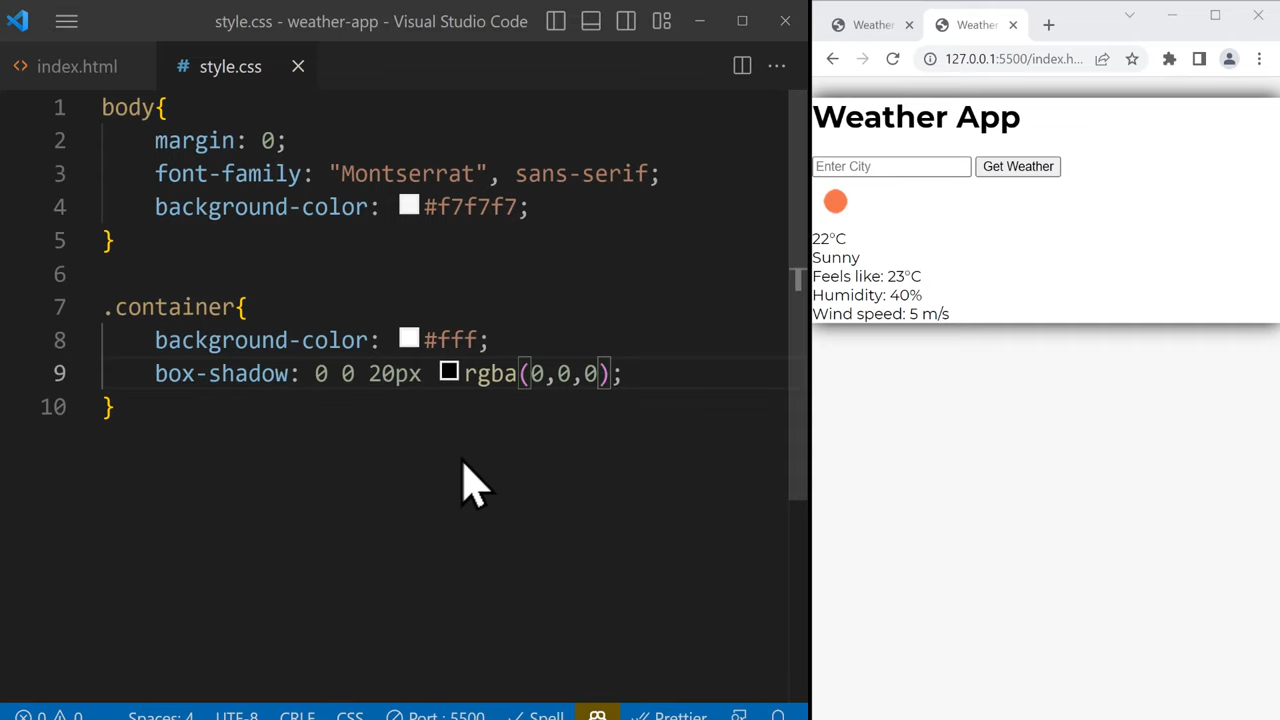 style.css - weather-app - Visual Studio Code
index.html
# style.css
1 body{
2 margin: 0;
3 font-family: "Montserrat", sans-serif;
4 background-color: #f7f7f7;
5 }
6
7 .container{
8 background-color: #fff;
9 box-shadow: 0 0 20px rgba(0,0,0);
10 }
0 0 Spaces: 4 UTF-8 CRLF CSS Port : 5500 Spell Prettier
Weather Weather
127.0.0.1:5500/index.h...
Weather App
Enter City Get Weather
22°C
Sunny
Feels like: 23°C
Humidity: 40%
Wind speed: 5 m/s